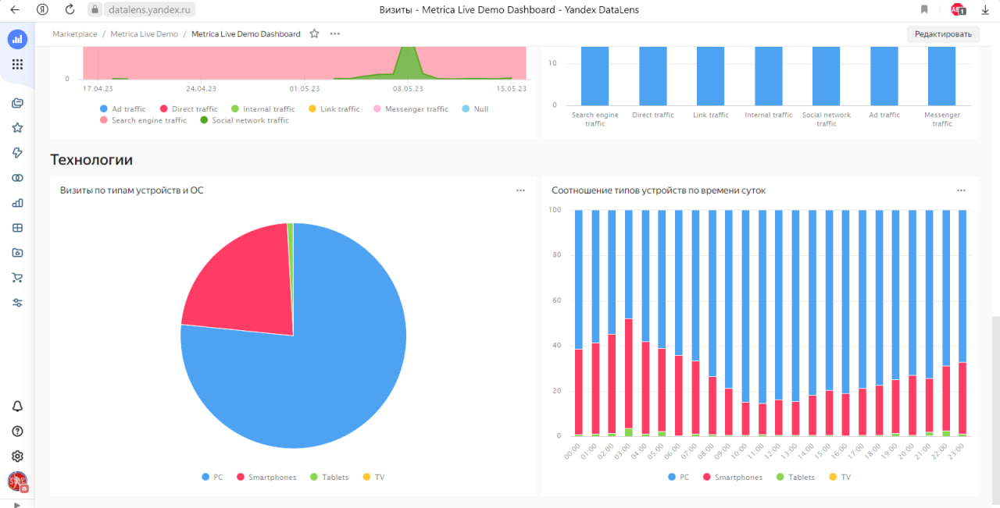 datalens.yandex.ru
Визиты - Metrica Live Demo Dashboard - Yandex DataLens
1
Marketplace / Metrica Live Demo / Metrica Live Demo Dashboard
Редактировать
0
17.04.23 24.04.23 01.05.23 08.05.23 15.05.23
Ad traffic Direct traffic Internal traffic Link traffic Messenger traffic Null
Search engine traffic Social network traffic
10
0
Search engine traffic Direct traffic Link traffic Internal traffic Social network traffic Ad traffic Messenger traffic
Технологии
Визиты по типам устройств и ОС
PC Smartphones Tablets TV
Соотношение типов устройств по времени суток
100
80
60
40
20
0
00:00 01:00 02:00 03:00 04:00 05:00 06:00 07:00 08:00 09:00 10:00 11:00 12:00 13:00 14:00 15:00 16:00 17:00 18:00 19:00 20:00 21:00 22:00 23:00
PC Smartphones Tablets TV